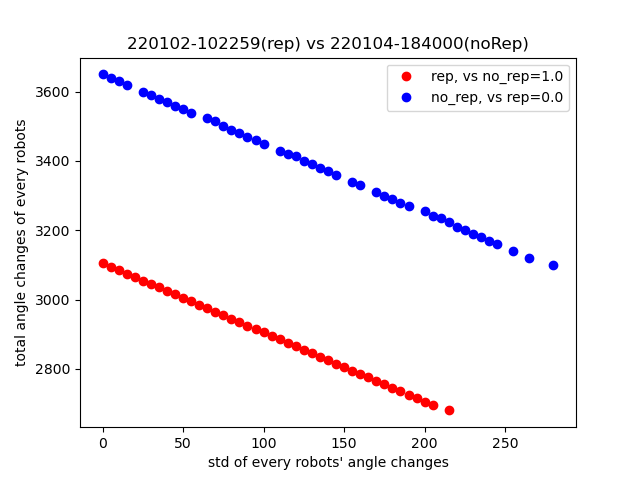 220102-102259(rep) vs 220104-184000(noRep)
rep, vs no_rep=1.0
no_rep, vs rep=0.0
total angle changes of every robots
3600
3400
3200
3000
2800
0 50 100 150 200 250
std of every robots' angle changes